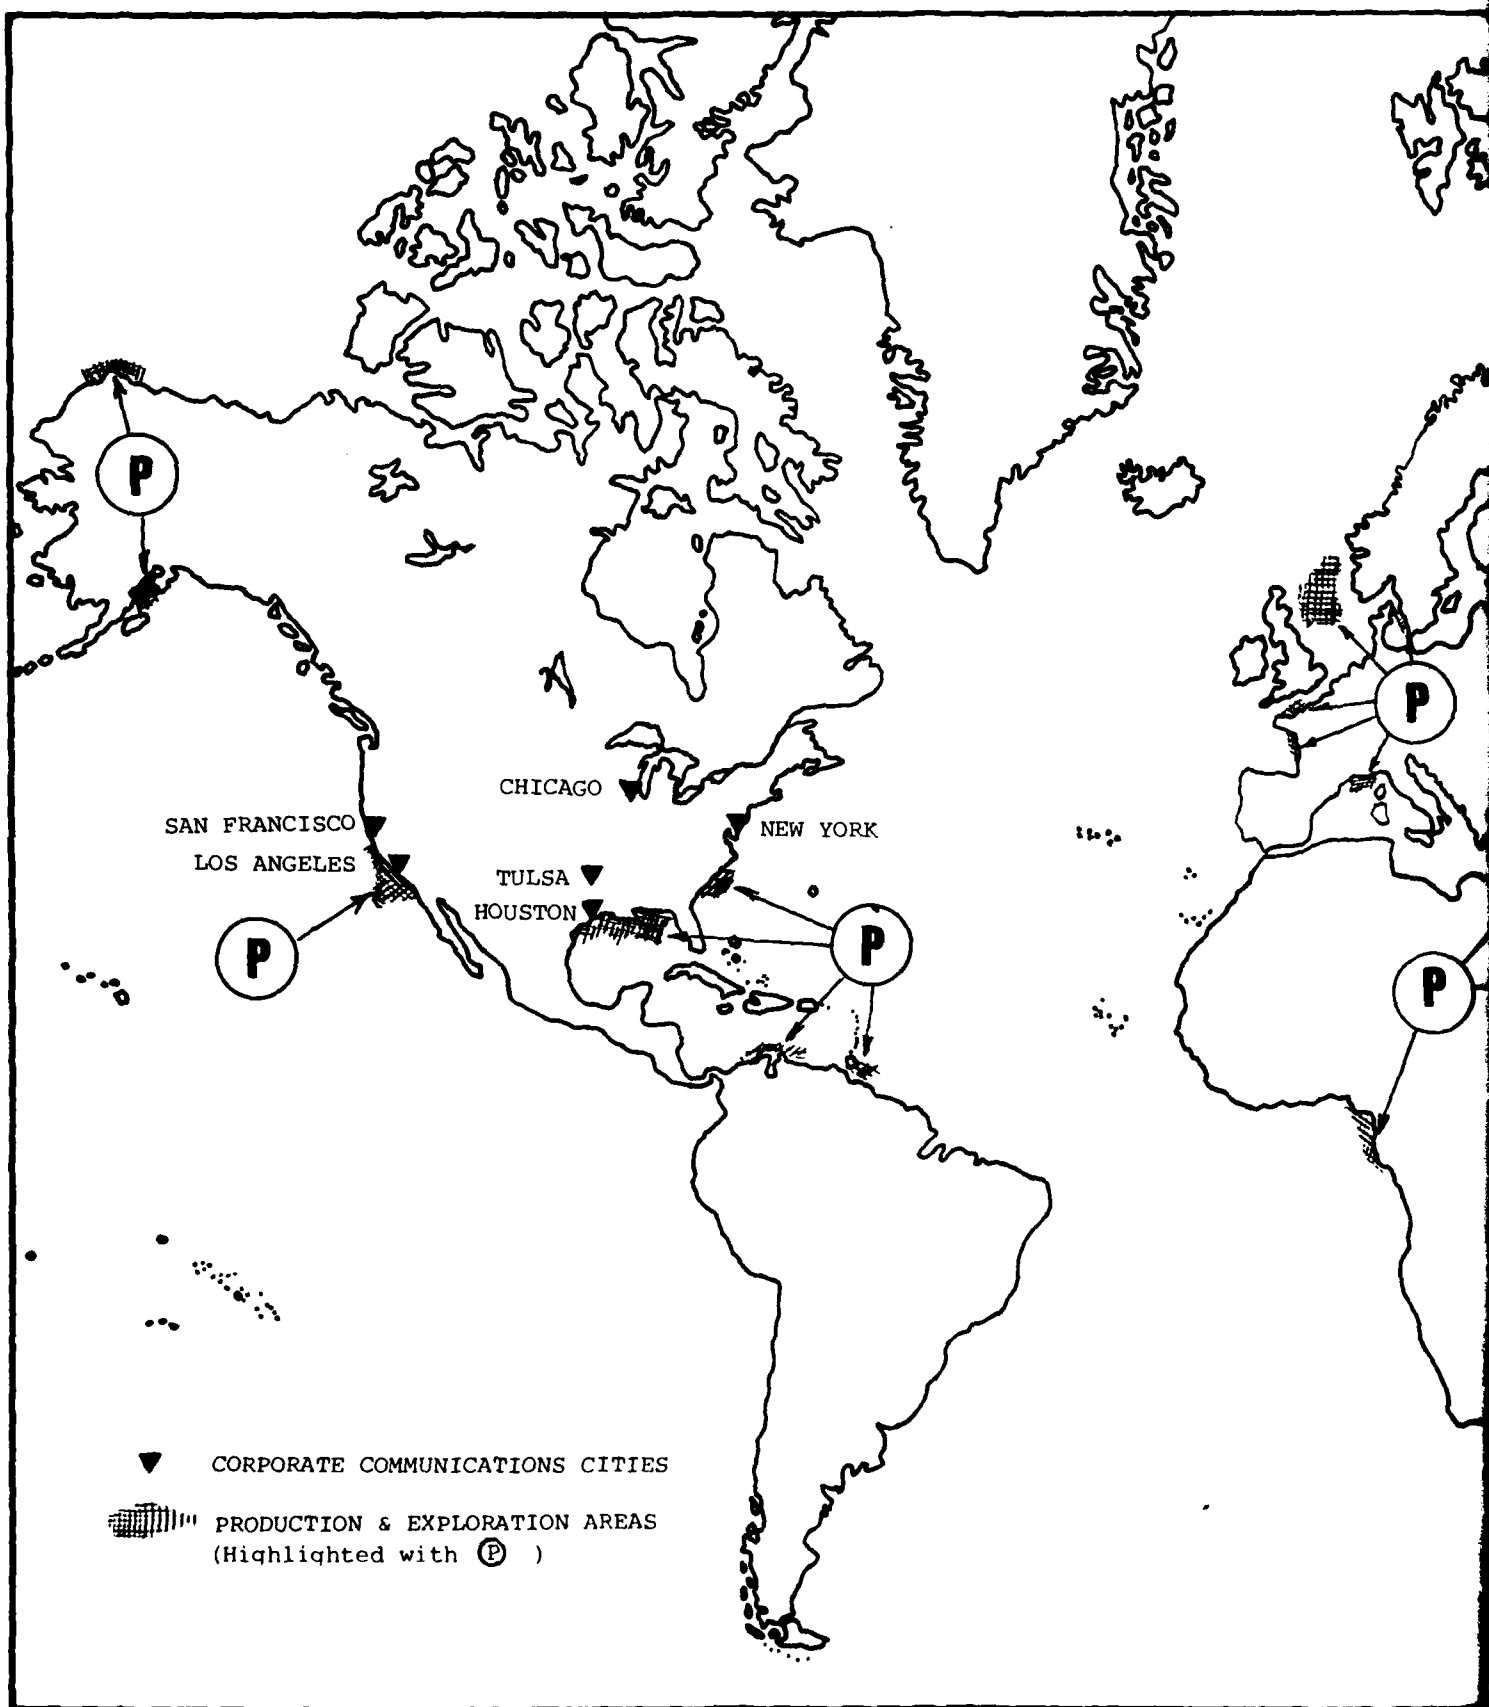 P
P
CHICAGO
SAN FRANCISCO
NEW YORK
LOS ANGELES
TULSA
HOUSTON
P
P
P
CORPORATE COMMUNICATIONS CITIES
PRODUCTION & EXPLORATION AREAS
(Highlighted with Ⓟ )